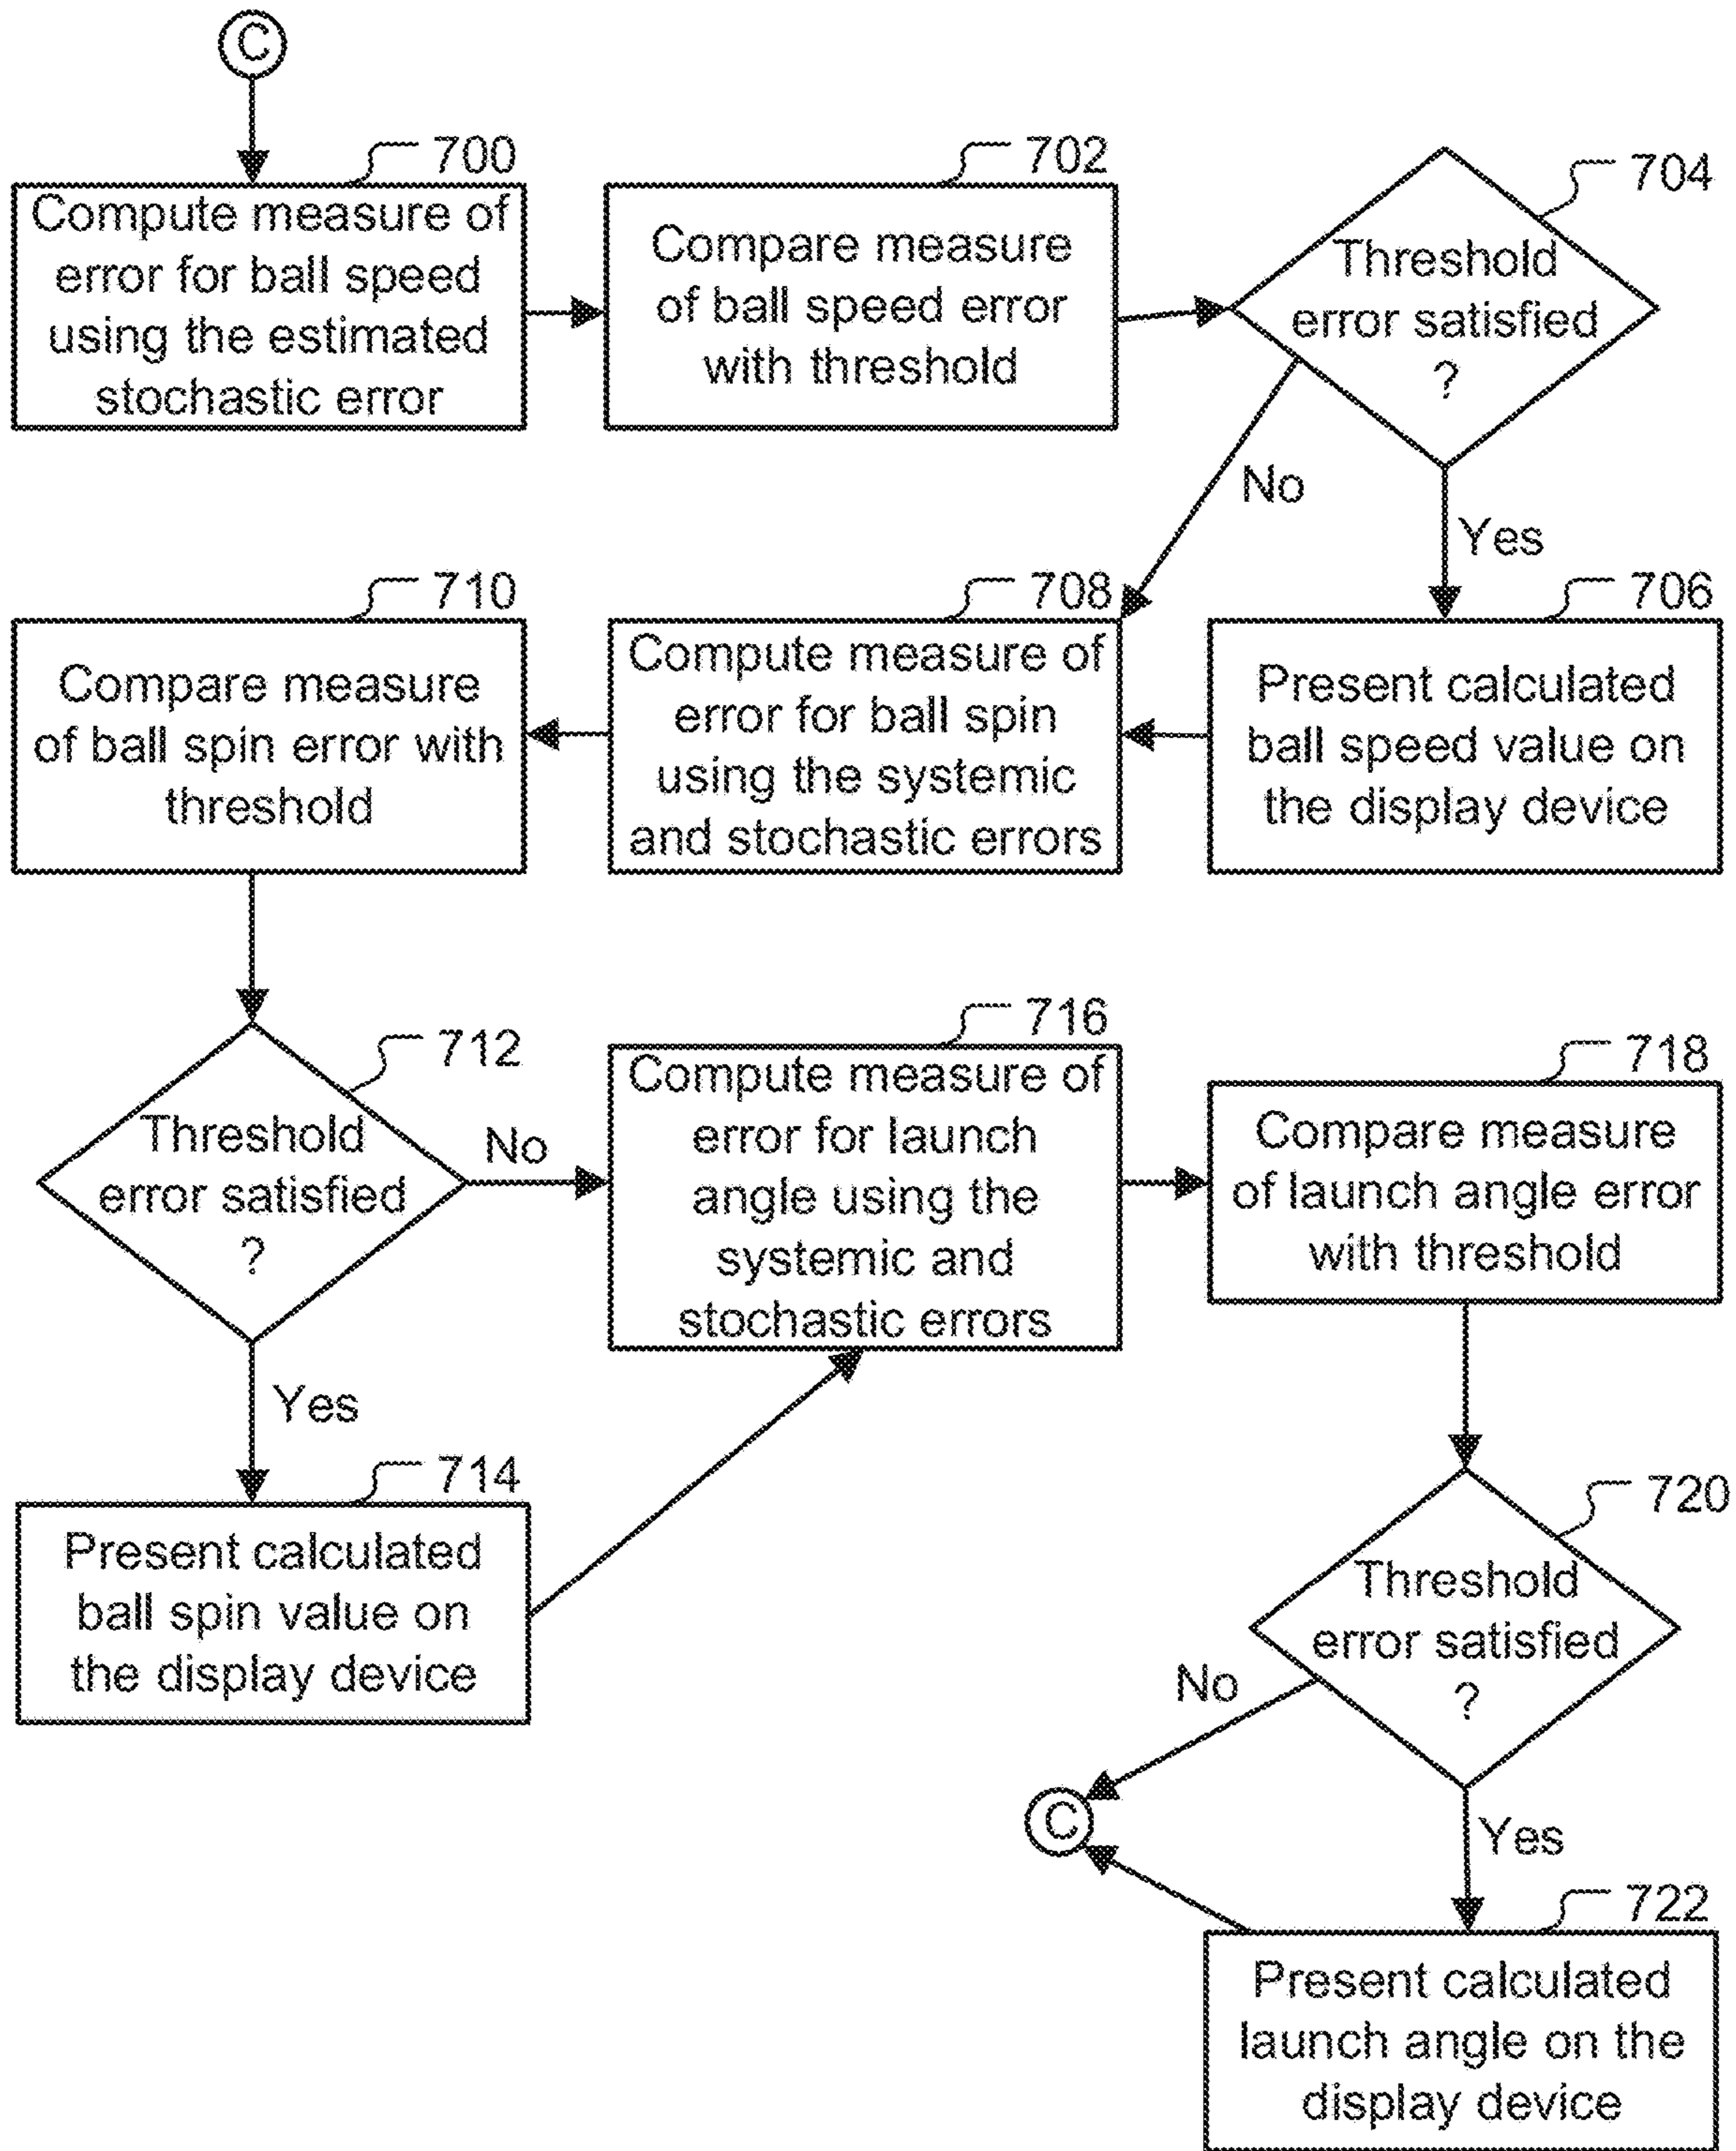 C
700
Compute measure of
error for ball speed
using the estimated
stochastic error
702
Compare measure
of ball speed error
with threshold
704
Threshold
error satisfied
?
No
Yes
706
Present calculated
ball speed value on
the display device
708
Compute measure of
error for ball spin
using the systemic
and stochastic errors
710
Compare measure
of ball spin error with
threshold
712
Threshold
error satisfied
?
No
Yes
714
Present calculated
ball spin value on
the display device
716
Compute measure of
error for launch
angle using the
systemic and
stochastic errors
718
Compare measure
of launch angle error
with threshold
720
Threshold
error satisfied
?
No
Yes
C
722
Present calculated
launch angle on the
display device